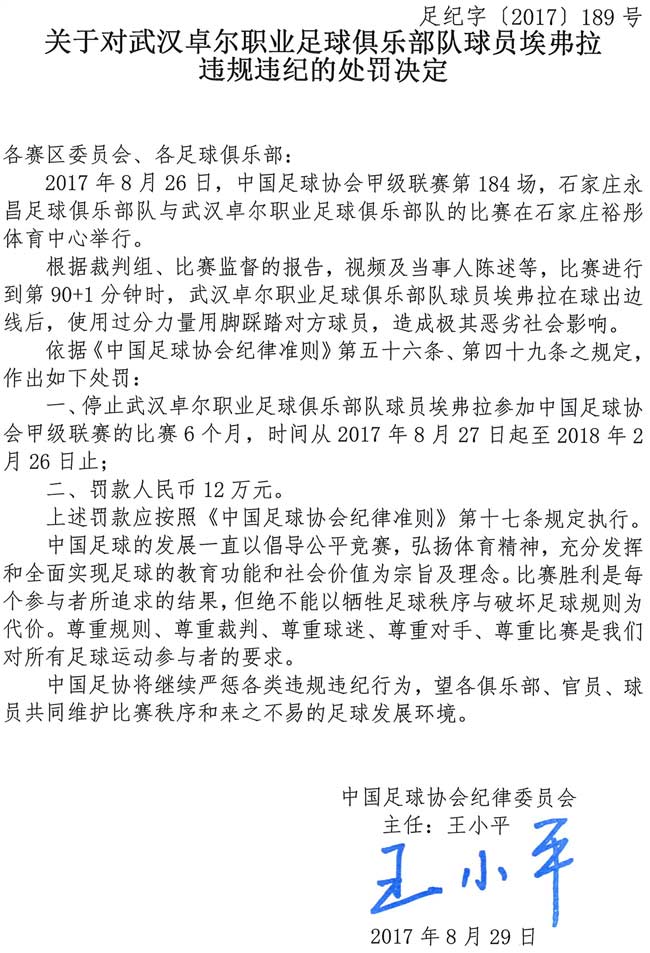 足纪字〔2017〕189 号
关于对武汉卓尔职业足球俱乐部队球员埃弗拉
违规违纪的处罚决定
各赛区委员会、各足球俱乐部：
2017 年 8 月 26 日，中国足球协会甲级联赛第 184 场，石家庄永
昌足球俱乐部队与武汉卓尔职业足球俱乐部队的比赛在石家庄裕彤
体育中心举行。
根据裁判组、比赛监督的报告，视频及当事人陈述等，比赛进行
到第 90+1 分钟时，武汉卓尔职业足球俱乐部队球员埃弗拉在球出边
线后，使用过分力量用脚踩踏对方球员，造成极其恶劣社会影响。
依据《中国足球协会纪律准则》第五十六条、第四十九条之规定，
作出如下处罚：
一、停止武汉卓尔职业足球俱乐部队球员埃弗拉参加中国足球协
会甲级联赛的比赛 6 个月，时间从 2017 年 8 月 27 日起至 2018 年 2
月 26 日止；
二、罚款人民币 12 万元。
上述罚款应按照《中国足球协会纪律准则》第十七条规定执行。
中国足球的发展一直以倡导公平竞赛，弘扬体育精神，充分发挥
和全面实现足球的教育功能和社会价值为宗旨及理念。比赛胜利是每
个参与者所追求的结果，但绝不能以牺牲足球秩序与破坏足球规则为
代价。尊重规则、尊重裁判、尊重球迷、尊重对手、尊重比赛是我们
对所有足球运动参与者的要求。
中国足协将继续严惩各类违规违纪行为，望各俱乐部、官员、球
员共同维护比赛秩序和来之不易的足球发展环境。
中国足球协会纪律委员会
主任：王小平
王小平
2017 年 8 月 29 日